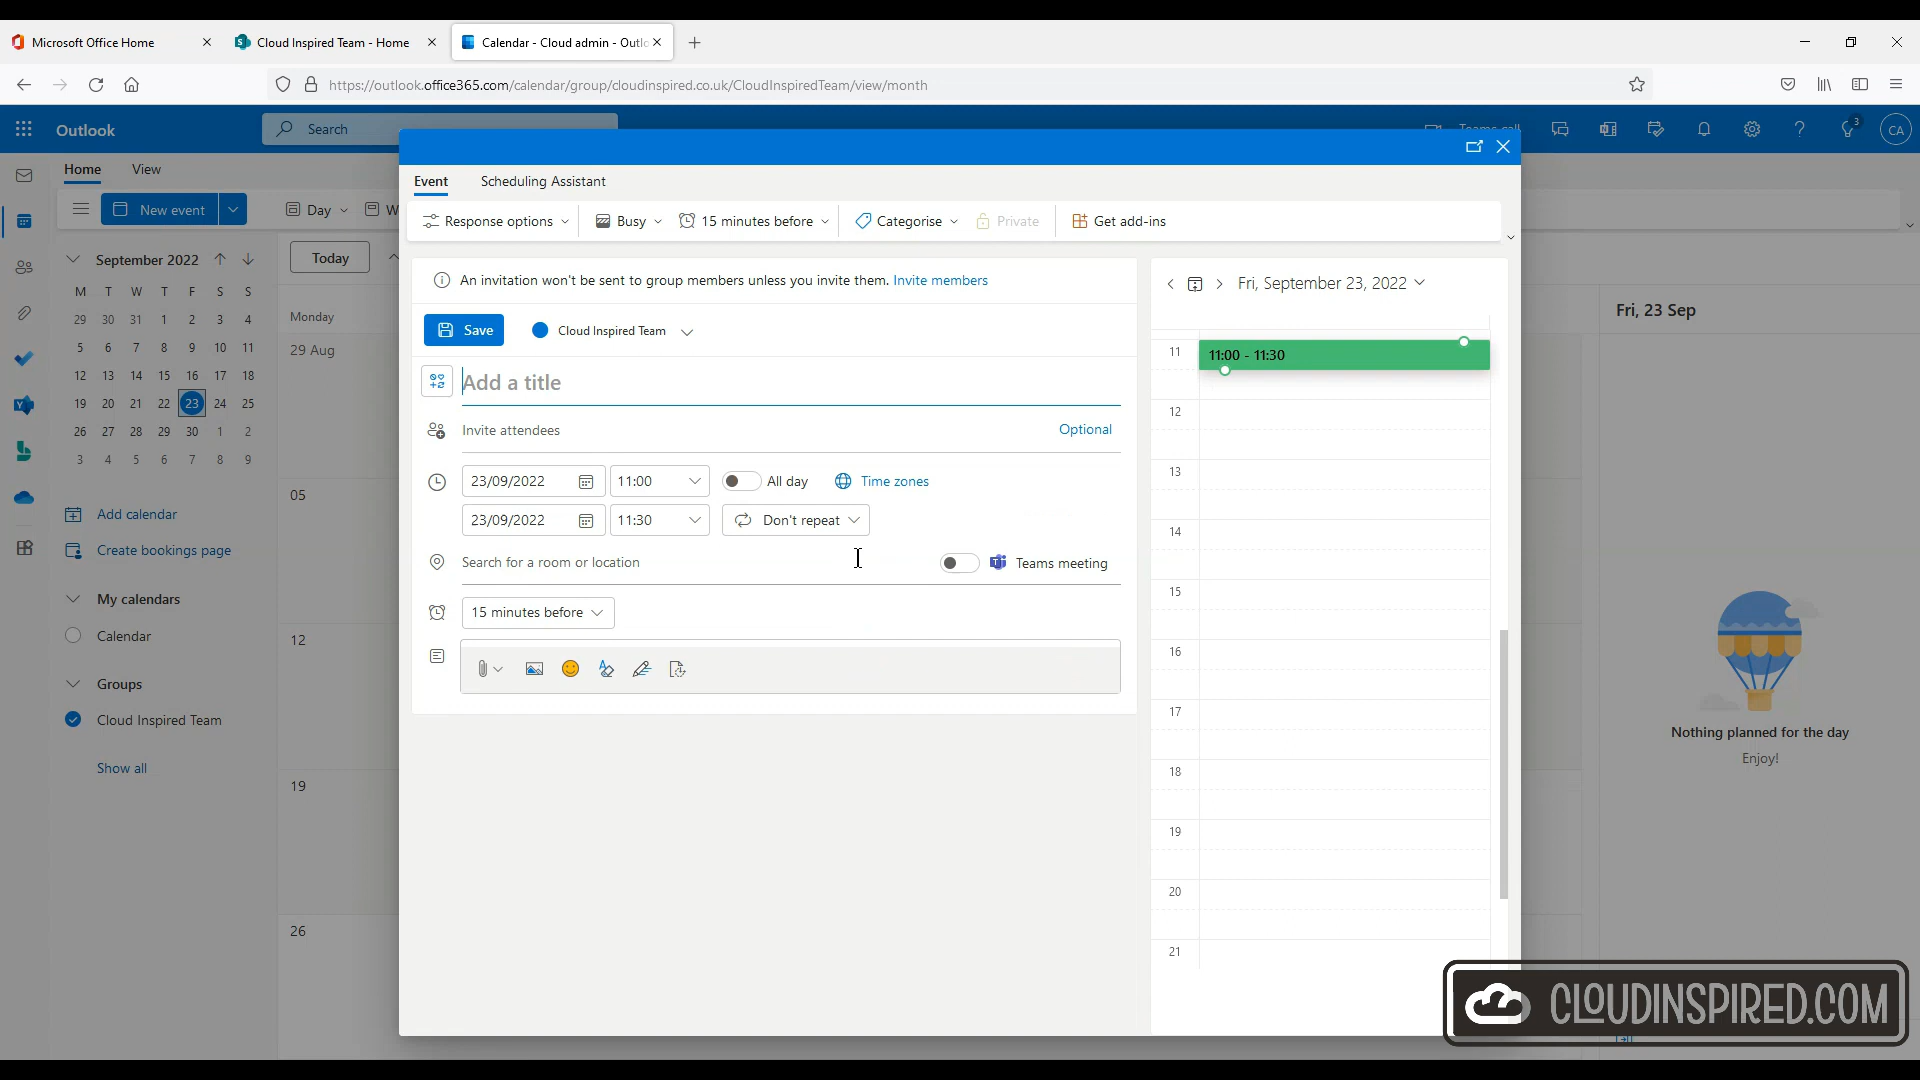 Microsoft Office Home
Cloud Inspired Team - Home
Calendar - Cloud admin - Outlo
https://outlook.office365.com/calendar/group/cloudinspired.co.uk/CloudInspiredTeam/view/month
Outlook
Search
Teams call
3
CA
Home
View
New event
Day
W
Event
Scheduling Assistant
Response options
Busy
15 minutes before
Categorise
Private
Get add-ins
September 2022
M T W T F S S
29 30 31 1 2 3 4
5 6 7 8 9 10 11
12 13 14 15 16 17 18
19 20 21 22 23 24 25
26 27 28 29 30 1 2
3 4 5 6 7 8 9
Add calendar
Create bookings page
My calendars
Calendar
Groups
Cloud Inspired Team
Show all
Today
Monday
29 Aug
05
12
19
26
An invitation won't be sent to group members unless you invite them. Invite members
Save
Cloud Inspired Team
Add a title
Invite attendees
Optional
23/09/2022
11:00
All day
Time zones
23/09/2022
11:30
Don't repeat
Search for a room or location
Teams meeting
15 minutes before
Fri, September 23, 2022
11
11:00 - 11:30
12
13
14
15
16
17
18
19
20
21
Fri, 23 Sep
Nothing planned for the day
Enjoy!
CLOUDINSPIRED.COM